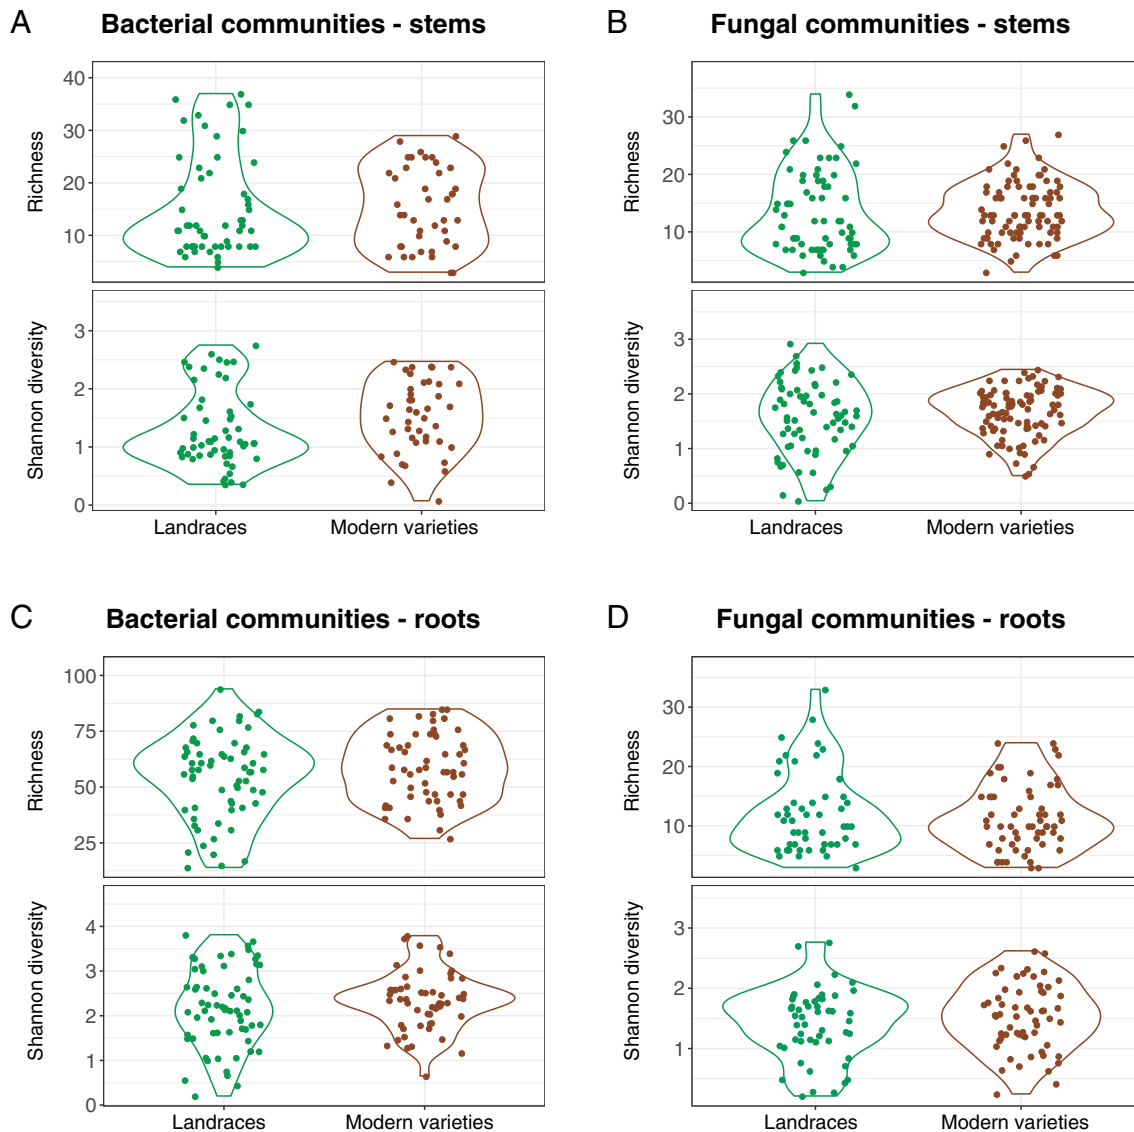 A
Bacterial communities - stems
Richness
40
30
20
10
Shannon diversity
3
2
1
0
Landraces
Modern varieties
B
Fungal communities - stems
Richness
30
20
10
Shannon diversity
3
2
1
0
Landraces
Modern varieties
C
Bacterial communities - roots
Richness
100
75
50
25
Shannon diversity
4
3
2
1
0
Landraces
Modern varieties
D
Fungal communities - roots
Richness
30
20
10
Shannon diversity
3
2
1
Landraces
Modern varieties